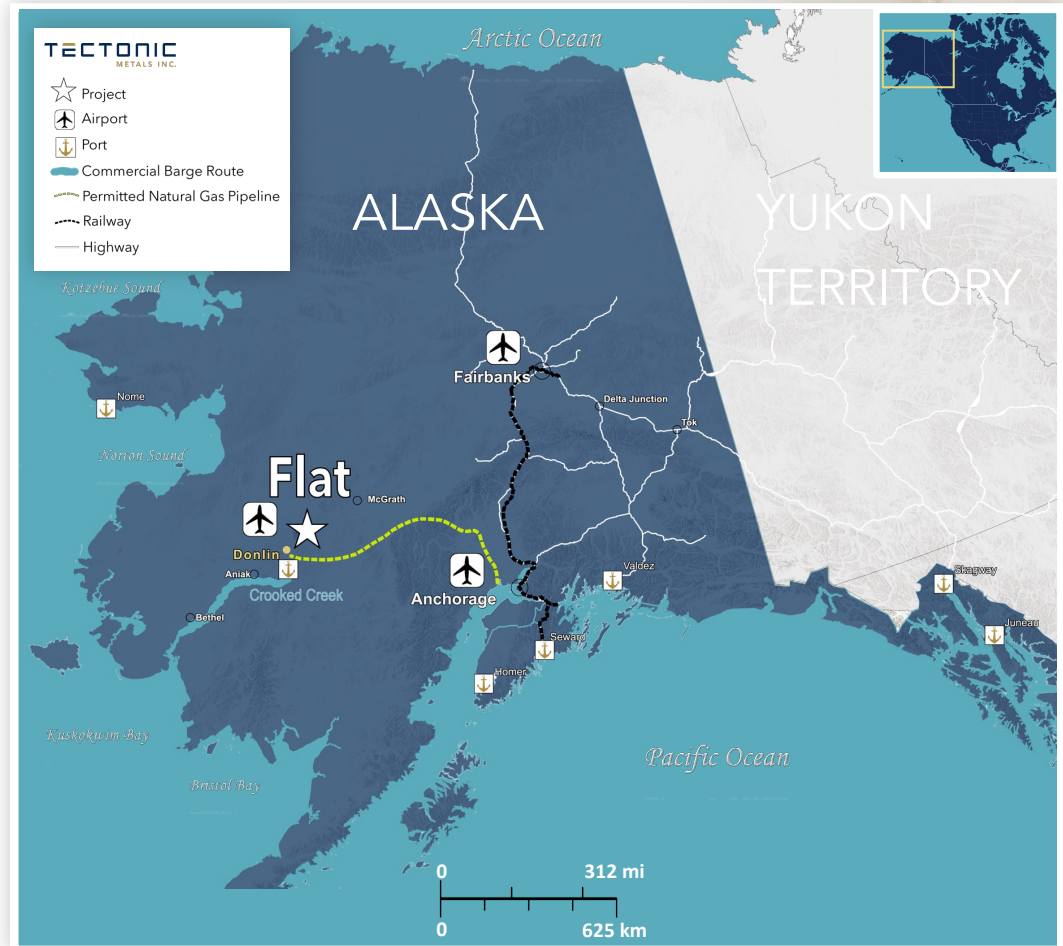 TECTONIC
METALS INC.
Project
Airport
Port
Commercial Barge Route
Permitted Natural Gas Pipeline
Railway
Highway
Arctic Ocean
ALASKA
YUKON
TERRITORY
Kotzebue Sound
Fairbanks
Nome
Delta Junction
Tok
Norton Sound
Flat
McGrath
Donlin
Aniak
Crooked Creek
Anchorage
Valdez
Skagway
Bethel
Juneau
Seward
Homer
Kuskokwim Bay
Bristol Bay
Pacific Ocean
0 312 mi
0 625 km